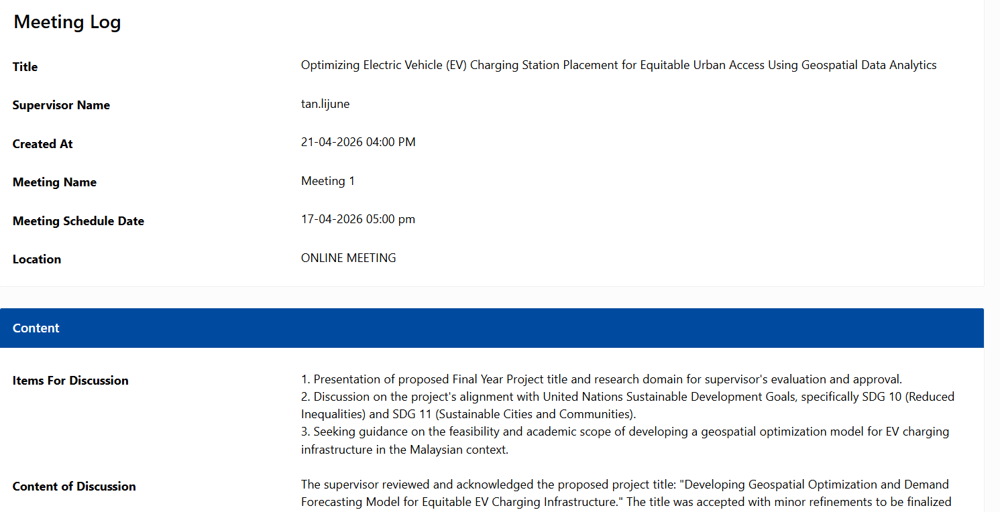 Meeting Log
Title
Optimizing Electric Vehicle (EV) Charging Station Placement for Equitable Urban Access Using Geospatial Data Analytics
Supervisor Name
tan.lijune
Created At
21-04-2026 04:00 PM
Meeting Name
Meeting 1
Meeting Schedule Date
17-04-2026 05:00 pm
Location
ONLINE MEETING
Content
Items For Discussion
1. Presentation of proposed Final Year Project title and research domain for supervisor's evaluation and approval.
2. Discussion on the project's alignment with United Nations Sustainable Development Goals, specifically SDG 10 (Reduced
Inequalities) and SDG 11 (Sustainable Cities and Communities).
3. Seeking guidance on the feasibility and academic scope of developing a geospatial optimization model for EV charging
infrastructure in the Malaysian context.
Content of Discussion
The supervisor reviewed and acknowledged the proposed project title: "Developing Geospatial Optimization and Demand
Forecasting Model for Equitable EV Charging Infrastructure." The title was accepted with minor refinements to be finalized